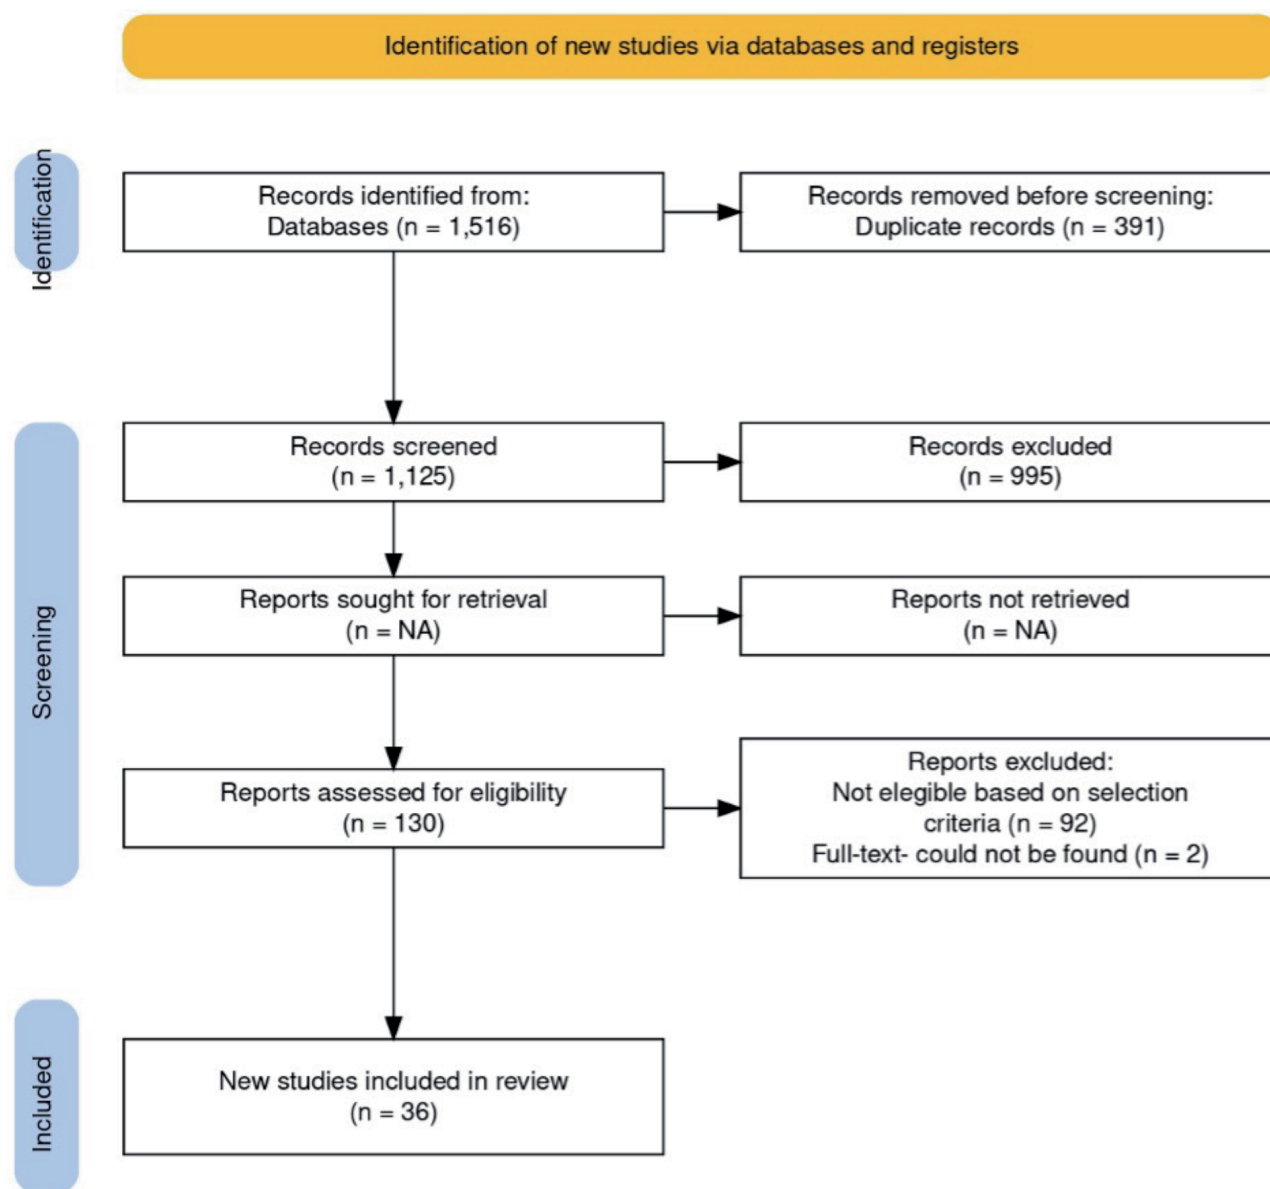 Identification of new studies via databases and registers
Identification
Records identified from:
Databases (n = 1,516)
Records removed before screening:
Duplicate records (n = 391)
Screening
Records screened
(n = 1,125)
Records excluded
(n = 995)
Reports sought for retrieval
(n = NA)
Reports not retrieved
(n = NA)
Reports assessed for eligibility
(n = 130)
Reports excluded:
Not elegible based on selection
criteria (n = 92)
Full-text- could not be found (n = 2)
Included
New studies included in review
(n = 36)